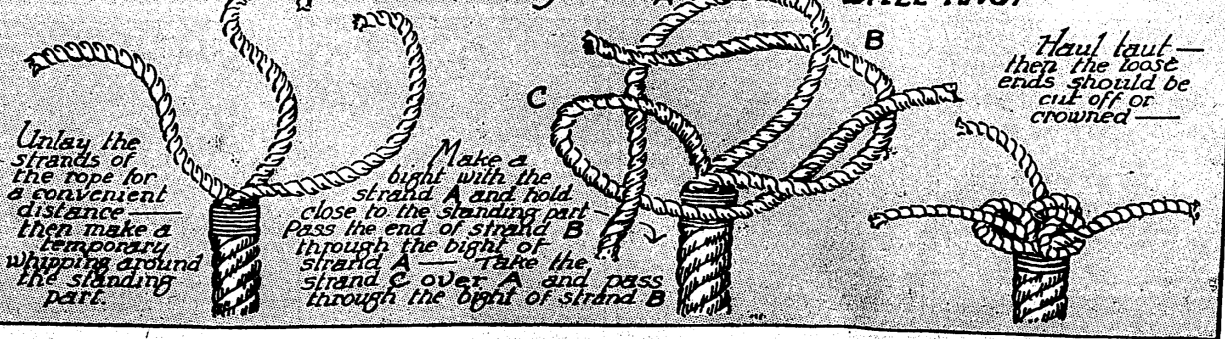 A
WALL KNOT
B
C
Haul taut —
then the loose
ends should be
cut off or
crowned —
Unlay the
strands of
the rope for
a convenient
distance —
then make a
temporary
whipping around
the standing
part.
Make a
bight with the
strand A and hold
close to the standing part —
Pass the end of strand B
through the bight of
strand A — Take the
strand C over A and pass
through the bight of strand B